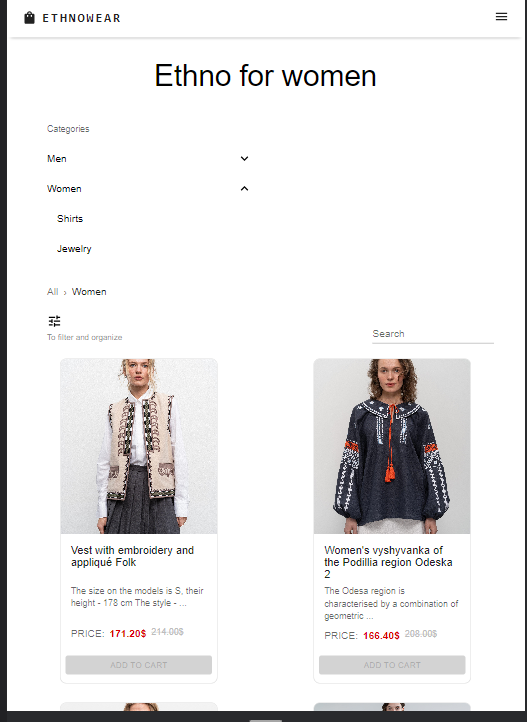 ETHNOWEAR
Ethno for women
Categories
Men
Women
Shirts
Jewelry
All › Women
To filter and organize
Search
Vest with embroidery and
appliqué Folk
The size on the models is S, their
height - 178 cm The style - ...
PRICE: 171.20$ 214.00$
ADD TO CART
Women's vyshyvanka of
the Podillia region Odeska
2
The Odesa region is
characterised by a combination of
geometric ...
PRICE: 166.40$ 208.00$
ADD TO CART